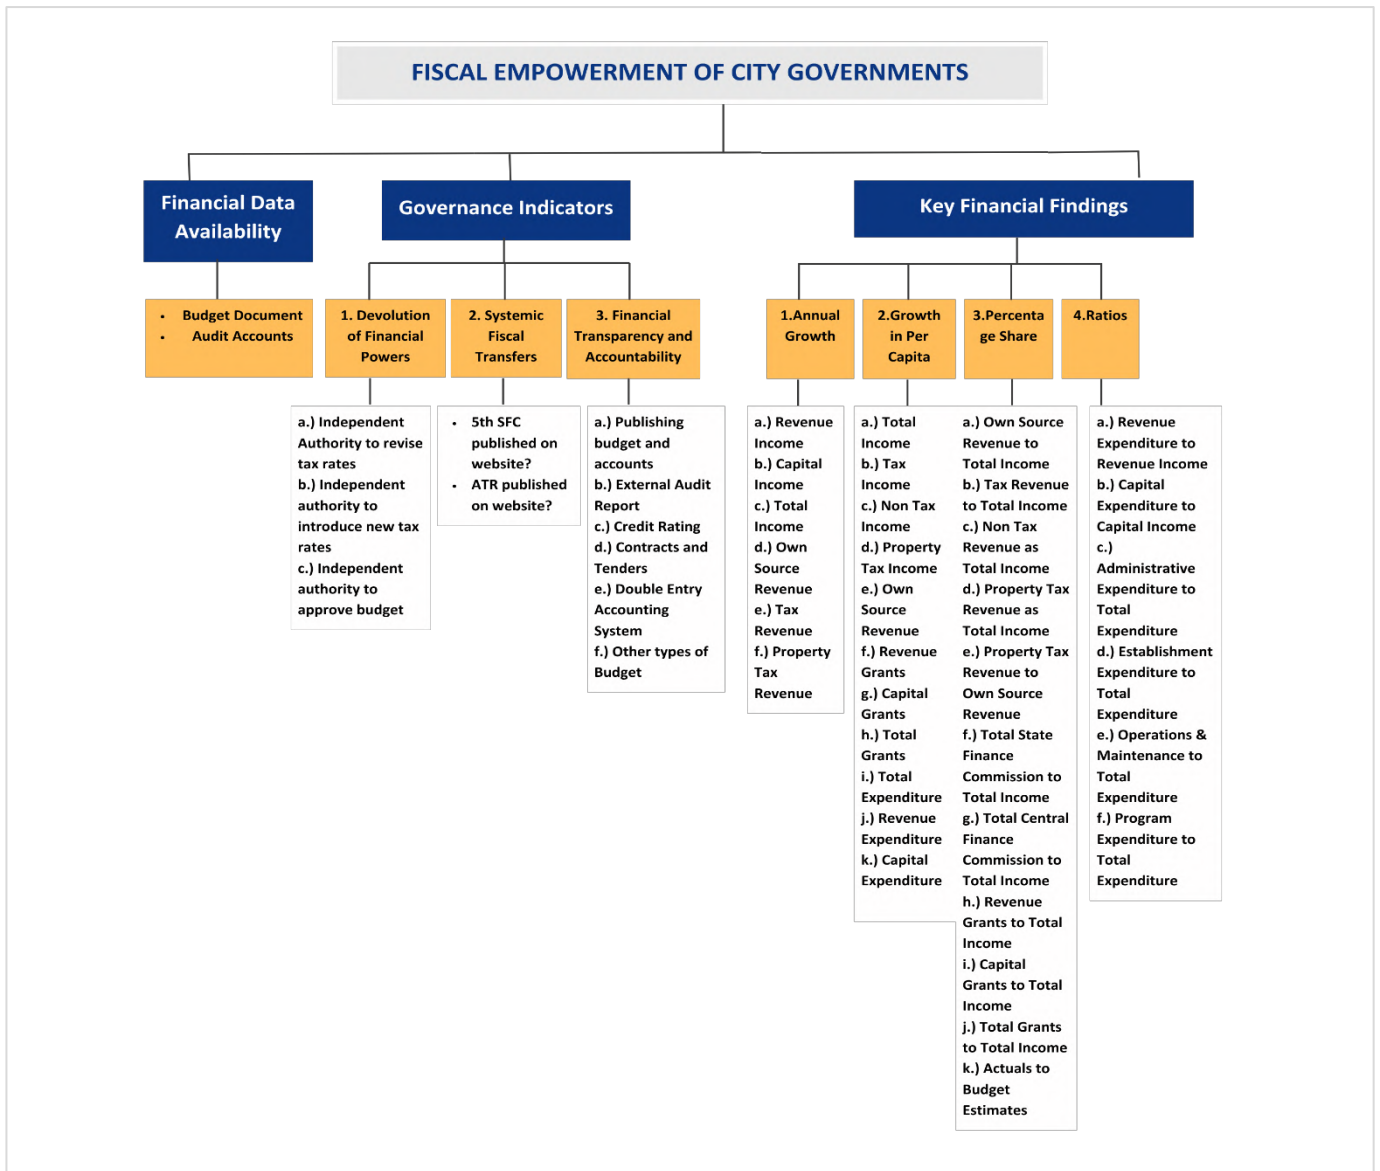 FISCAL EMPOWERMENT OF CITY GOVERNMENTS
Financial Data
Availability
Governance Indicators
Key Financial Findings
• Budget Document
• Audit Accounts
1. Devolution
of Financial
Powers
2. Systemic
Fiscal
Transfers
3. Financial
Transparency and
Accountability
1.Annual
Growth
2.Growth
in Per
Capita
3.Percenta
ge Share
4.Ratios
a.) Independent
Authority to revise
tax rates
b.) Independent
authority to
introduce new tax
rates
c.) Independent
authority to
approve budget
• 5th SFC
published on
website?
• ATR published
on website?
a.) Publishing
budget and
accounts
b.) External Audit
Report
c.) Credit Rating
d.) Contracts and
Tenders
e.) Double Entry
Accounting
System
f.) Other types of
Budget
a.) Revenue
Income
b.) Capital
Income
c.) Total
Income
d.) Own
Source
Revenue
e.) Tax
Revenue
f.) Property
Tax
Revenue
a.) Total
Income
b.) Tax
Income
c.) Non Tax
Income
d.) Property
Tax Income
e.) Own
Source
Revenue
f.) Revenue
Grants
g.) Capital
Grants
h.) Total
Grants
i.) Total
Expenditure
j.) Revenue
Expenditure
k.) Capital
Expenditure
a.) Own Source
Revenue to
Total Income
b.) Tax Revenue
to Total Income
c.) Non Tax
Revenue as
Total Income
d.) Property Tax
Revenue as
Total Income
e.) Property Tax
Revenue to
Own Source
Revenue
f.) Total State
Finance
Commission to
Total Income
g.) Total Central
Finance
Commission to
Total Income
h.) Revenue
Grants to Total
Income
i.) Capital
Grants to Total
Income
j.) Total Grants
to Total Income
k.) Actuals to
Budget
Estimates
a.) Revenue
Expenditure to
Revenue Income
b.) Capital
Expenditure to
Capital Income
c.)
Administrative
Expenditure to
Total
Expenditure
d.) Establishment
Expenditure to
Total
Expenditure
e.) Operations &
Maintenance to
Total
Expenditure
f.) Program
Expenditure to
Total
Expenditure